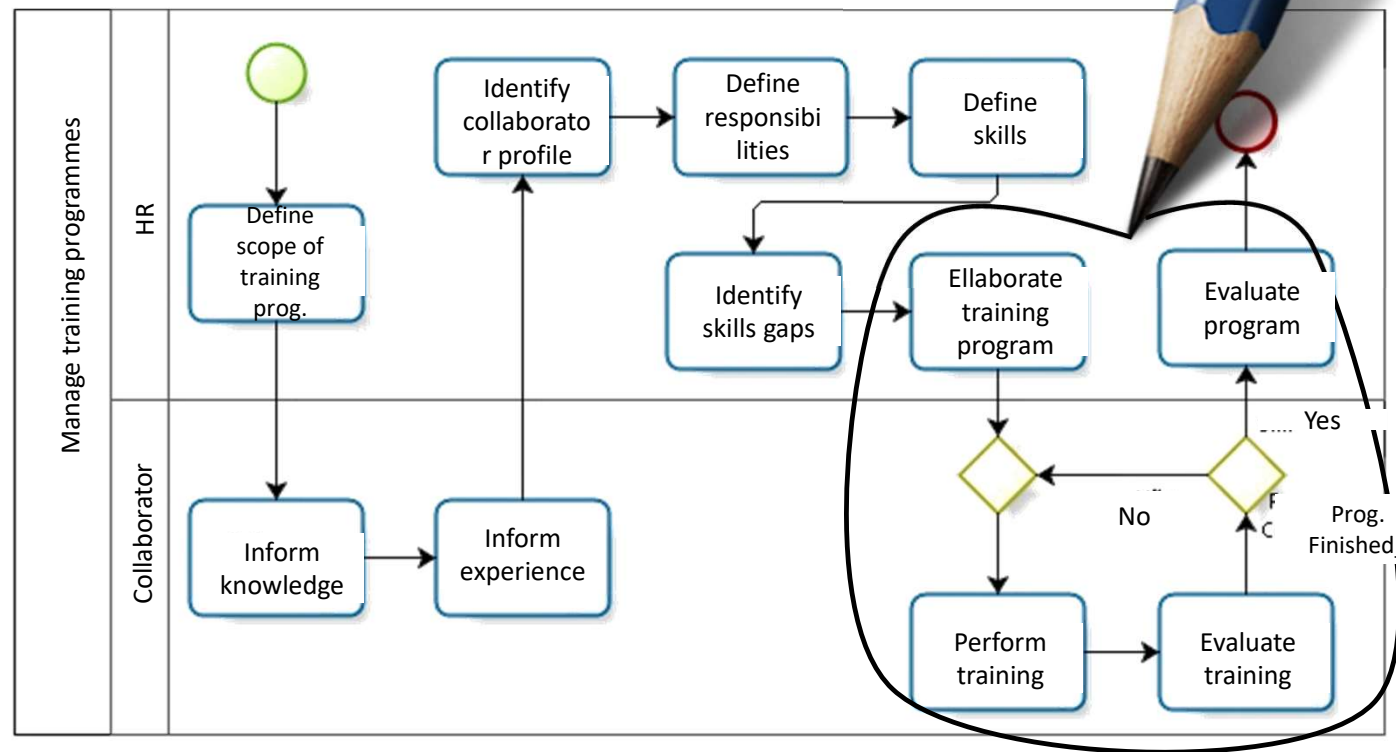 Manage training programmes
HR
Collaborator
Define
scope of
training
prog.
Identify
collaborato
r profile
Define
responsibi
lities
Define
skills
Identify
skills gaps
Ellaborate
training
program
Evaluate
program
Inform
knowledge
Inform
experience
Yes
No
Prog.
Finished
Perform
training
Evaluate
training